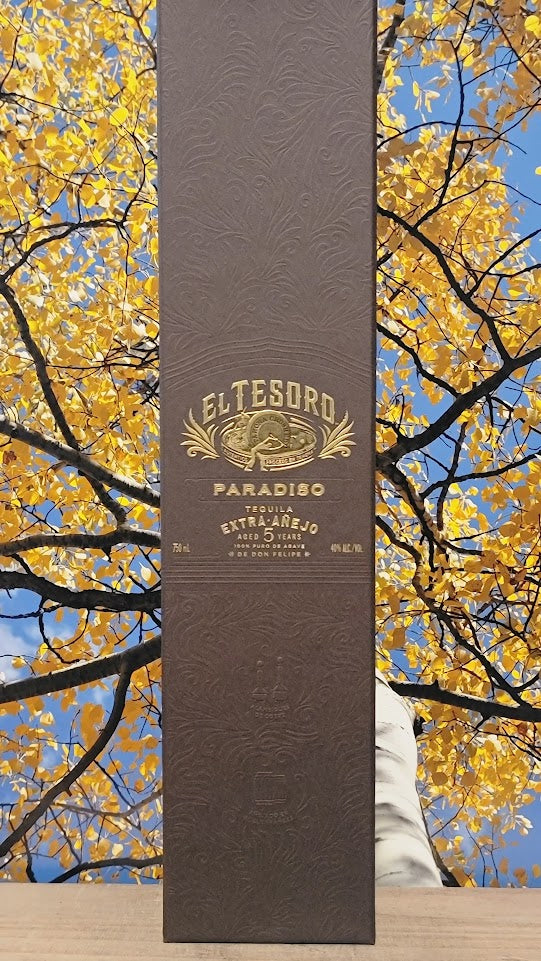 EL TESORO
PARADISO
TEQUILA
EXTRA-AÑEJO
AGED 5 YEARS
750 mL
100% PURO DE AGAVE
40% ALC./VOL.
DE DON FELIPE